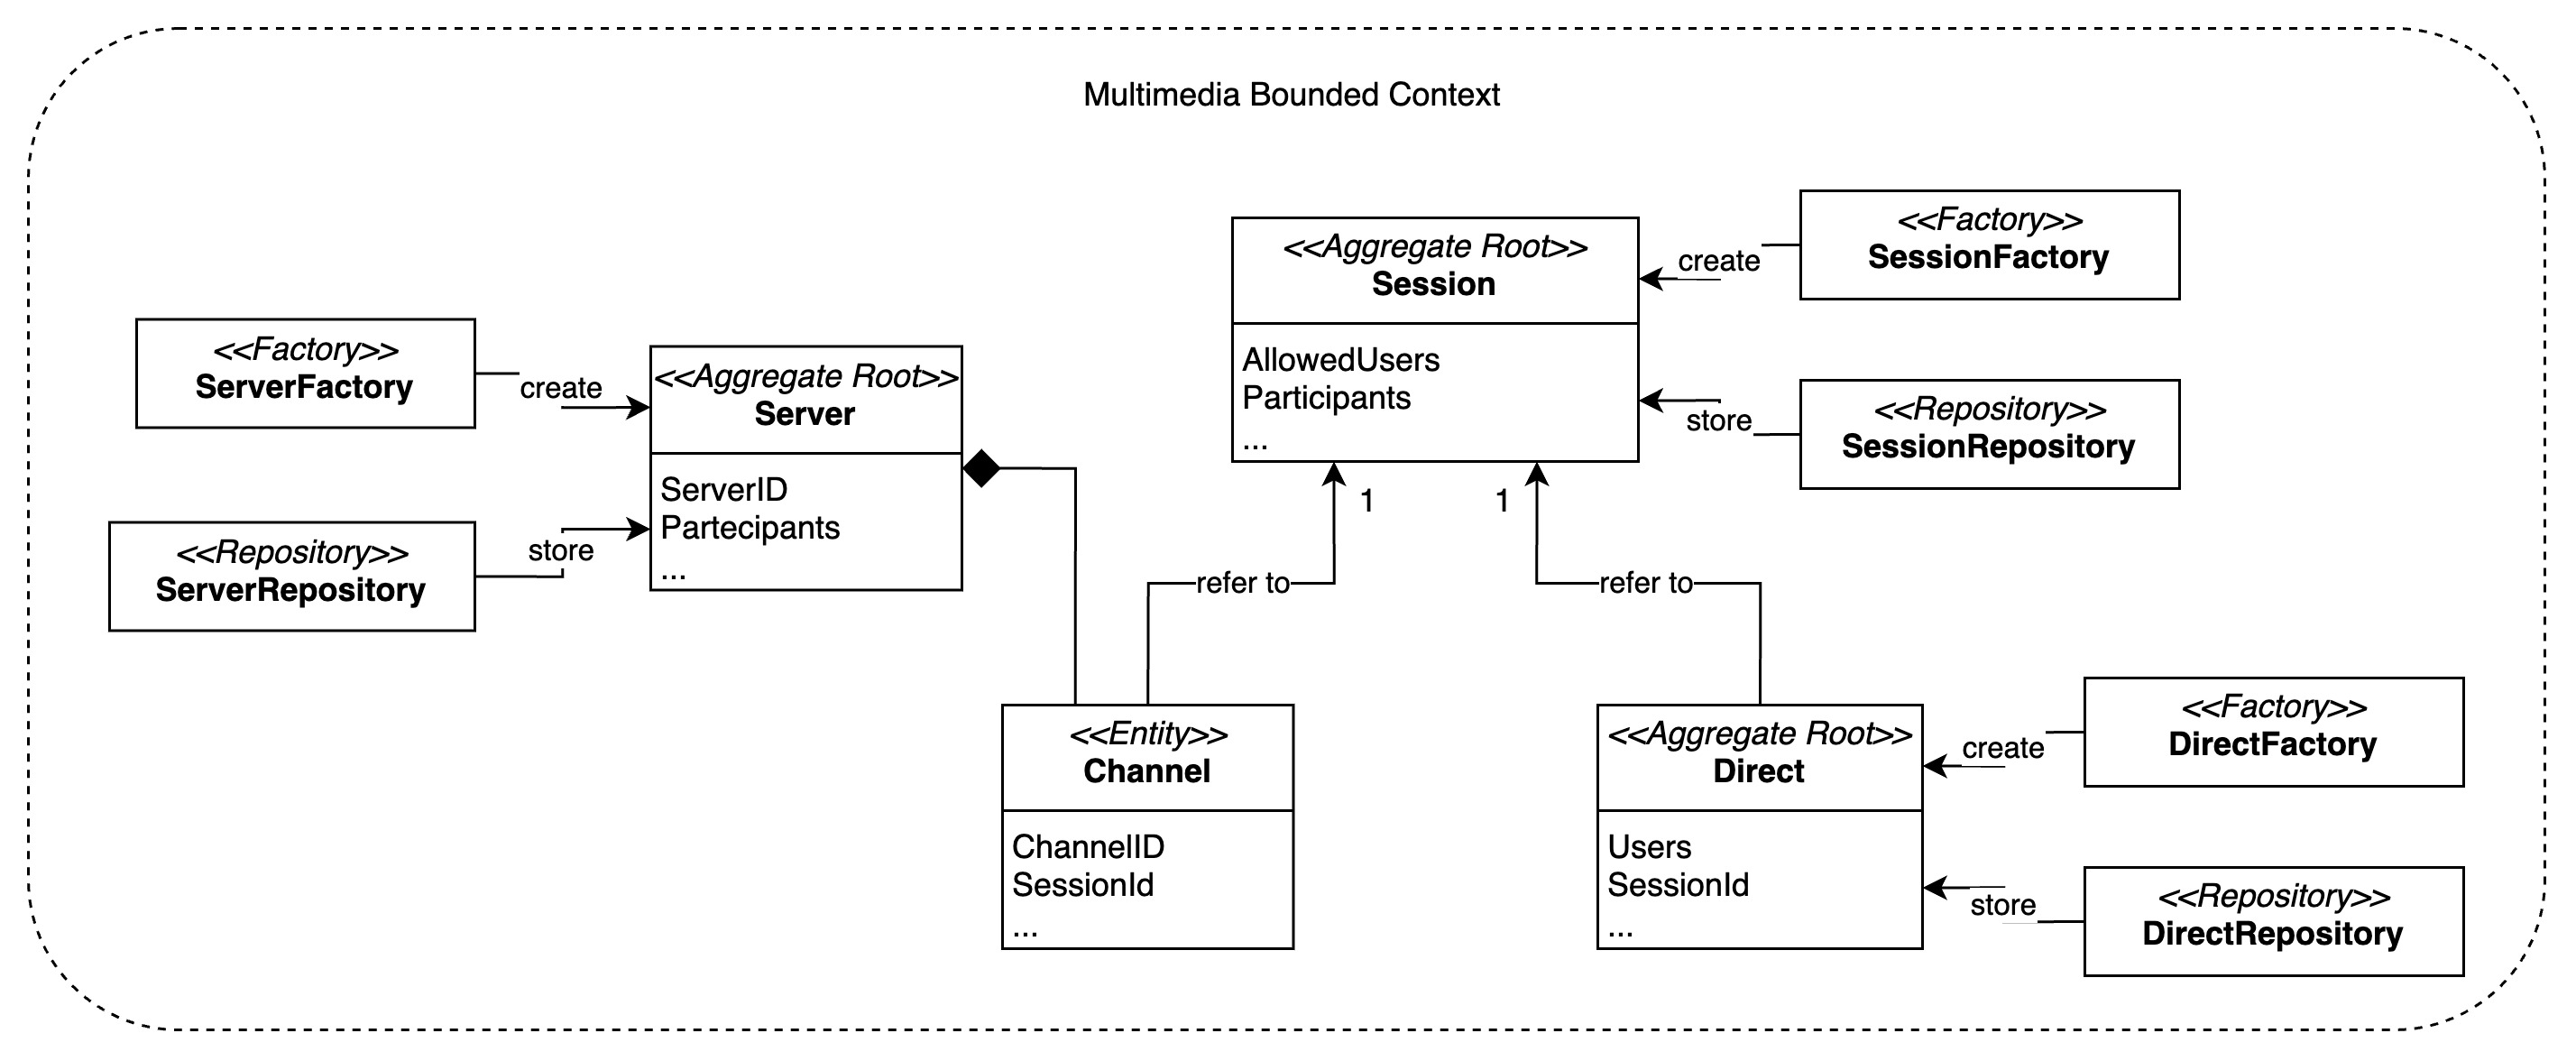 Multimedia Bounded Context
<<Factory>>
ServerFactory
create
<<Repository>>
ServerRepository
store
<<Aggregate Root>>
Server
ServerID
Partecipants
...
<<Aggregate Root>>
Session
AllowedUsers
Participants
...
create
<<Factory>>
SessionFactory
store
<<Repository>>
SessionRepository
1
1
refer to
refer to
<<Entity>>
Channel
ChannelID
SessionId
...
<<Aggregate Root>>
Direct
Users
SessionId
...
create
<<Factory>>
DirectFactory
store
<<Repository>>
DirectRepository